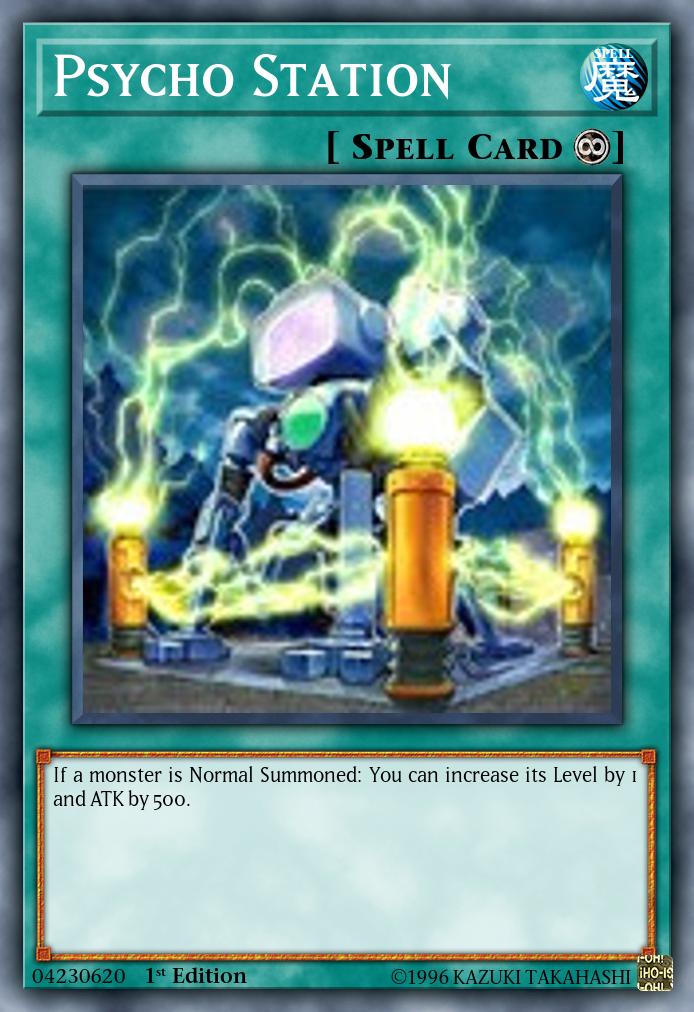 Psycho Station
SPELL
魔
[ Spell Card ]
If a monster is Normal Summoned: You can increase its Level by 1
and ATK by 500.
04230620 1st Edition ©1996 KAZUKI TAKAHASHI